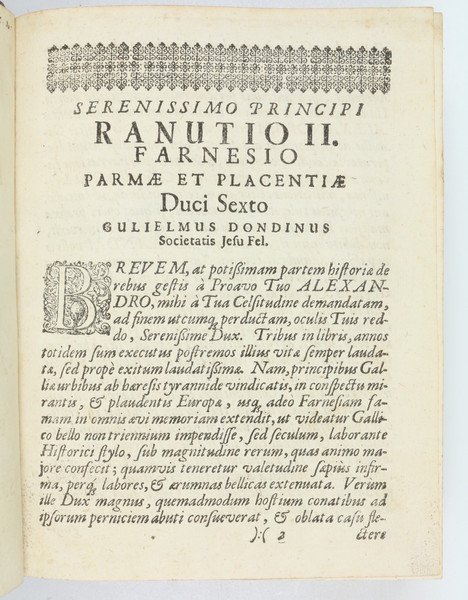 SERENISSIMO PRINCIPI
RANUTIO II.
FARNESIO
PARMÆ ET PLACENTIÆ
Duci Sexto
GULIELMUS DONDINUS
Societatis Jesu Fel.
BREVEM, at potißimam partem historiæ de
rebus gestis à Proavo Tuo ALEXAN-
DRO, mihi à Tua Celsitudine demandatam,
ad finem utcumq; perductam, oculis Tuis red-
do, Serenißime Dux. Tribus in libris, annos
totidem sum executus postremos illius vitæ semper lauda-
tæ, sed propè exitum laudatißimæ. Nam, principibus Gal-
liæ urbibus ab hæresis tyrannide vindicatis, in conspectu mi-
rantis, & plaudentis Europæ, usq; adeò Farnesiam fa-
mam in omnis ævi memoriam extendit, ut videatur Galli-
co bello non triennium impendisse, sed seculum, laborante
Historici stylo, sub magnitudine rerum, quas animo ma-
jore confecit; quamvis teneretur valetudine sæpius infir-
ma, perq; labores, & ærumnas bellicas extenuata. Verùm
ille Dux magnus, quemadmodum hostium conatibus ad
ipsorum perniciem abuti consueverat, & oblata casu fle-
):( 2 ctere